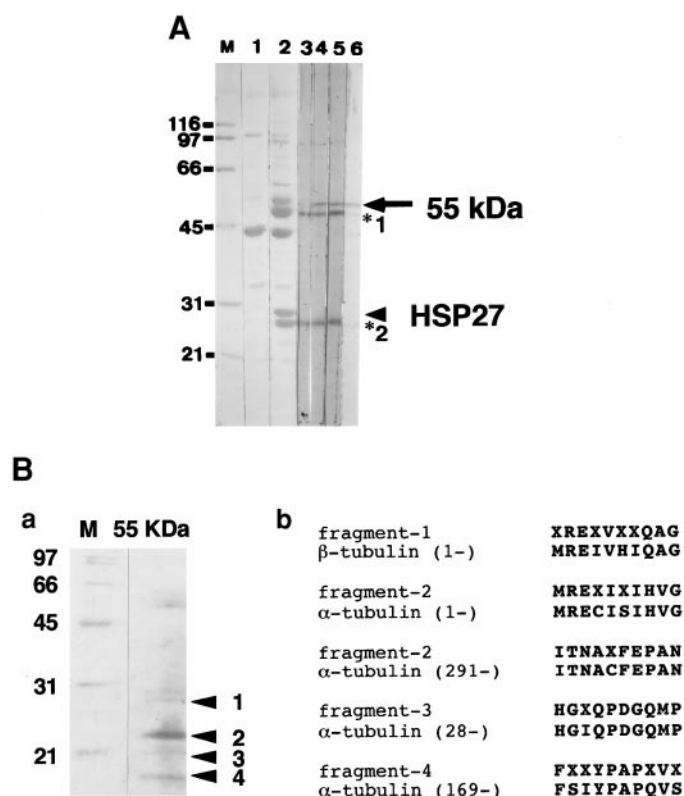 A
M 1 2 3 4 5 6
116
97
66
45
31
21
55 kDa
*1
HSP27
*2
B
a
M 55 KDa
97
66
45
31
21
1
2
3
4
b
fragment-1 XREXVXXQAG
β-tubulin (1-) MREIVHIQAG
fragment-2 MREXIXIHVG
α-tubulin (1-) MRECISIHVG
fragment-2 ITNAXFEPAN
α-tubulin (291-) ITNACFEPAN
fragment-3 HGXQPDGQMP
α-tubulin (28-) HGIQPDGQMP
fragment-4 FXXYPAPXVX
α-tubulin (169-) FSIYPAPQVS